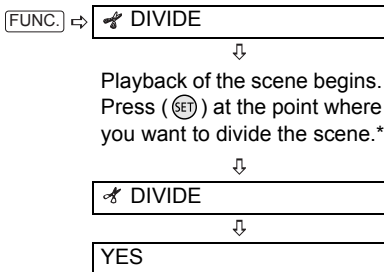 FUNC. ⇨ DIVIDE
⇩
Playback of the scene begins.
Press ( SET ) at the point where
you want to divide the scene.*
⇩
DIVIDE
⇩
YES